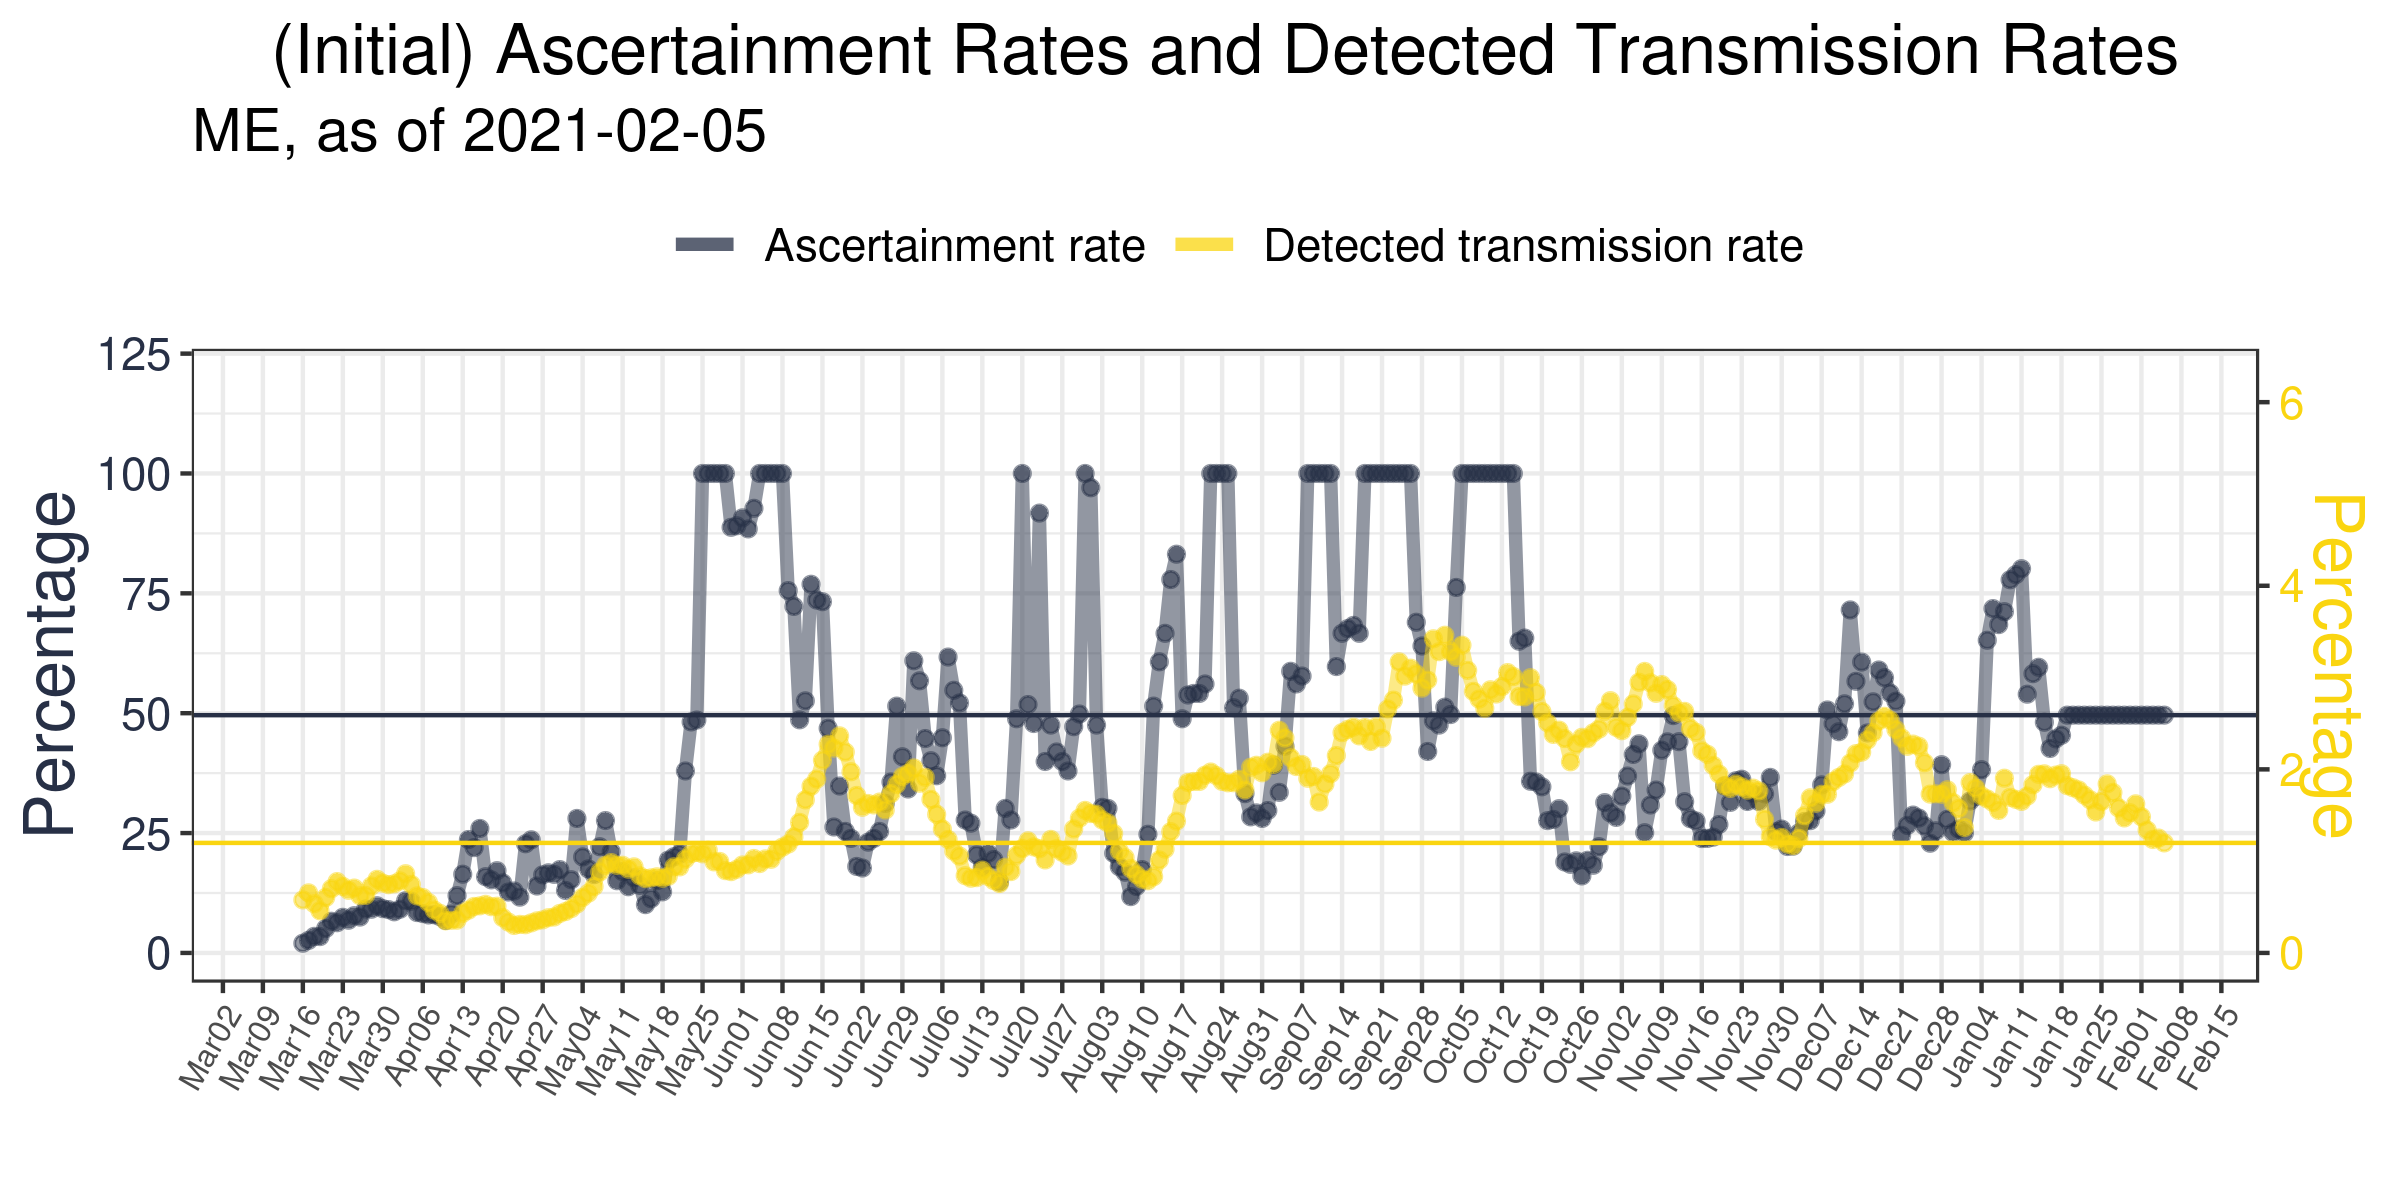 (Initial) Ascertainment Rates and Detected Transmission Rates
ME, as of 2021-02-05
Ascertainment rate
Detected transmission rate
Percentage
125
100
75
50
25
0
6
4
2
0
Percentage
Mar02
Mar09
Mar16
Mar23
Mar30
Apr06
Apr13
Apr20
Apr27
May04
May11
May18
May25
Jun01
Jun08
Jun15
Jun22
Jun29
Jul06
Jul13
Jul20
Jul27
Aug03
Aug10
Aug17
Aug24
Aug31
Sep07
Sep14
Sep21
Sep28
Oct05
Oct12
Oct19
Oct26
Nov02
Nov09
Nov16
Nov23
Nov30
Dec07
Dec14
Dec21
Dec28
Jan04
Jan11
Jan18
Jan25
Feb01
Feb08
Feb15